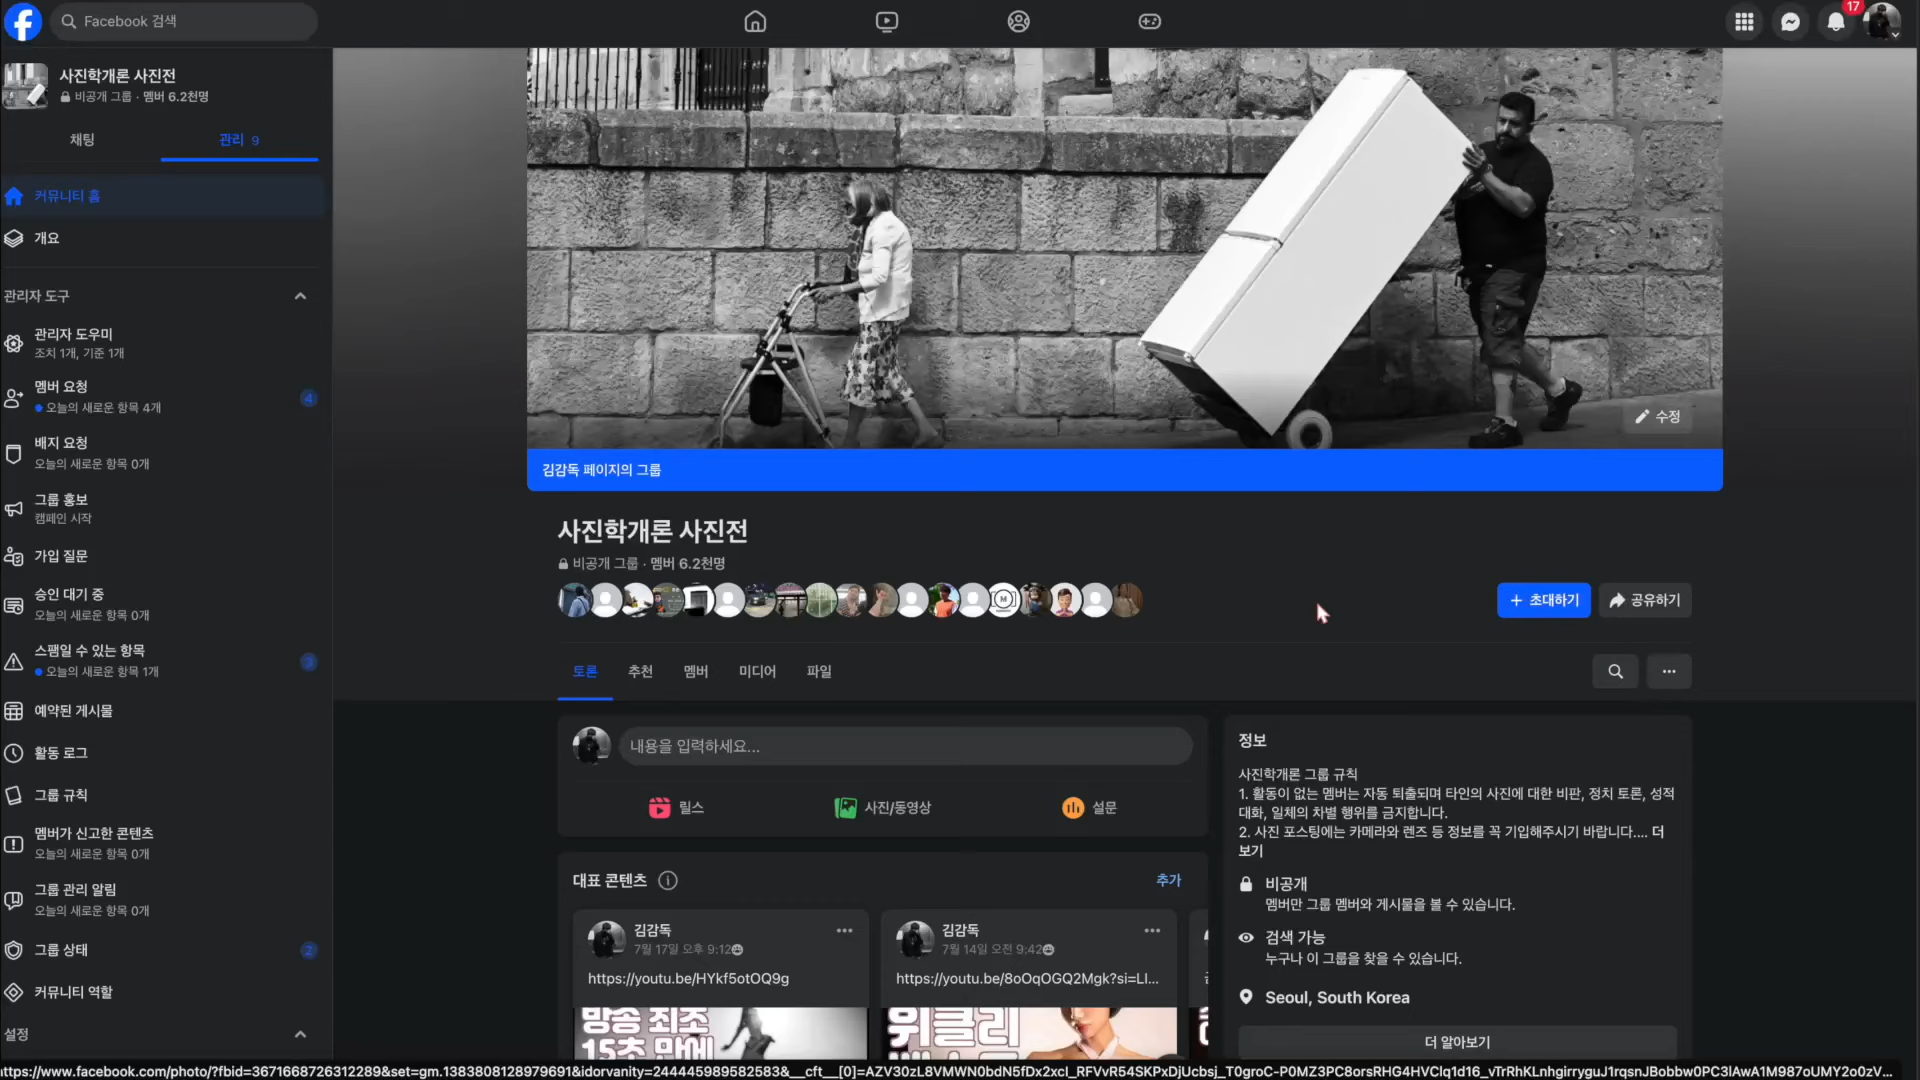 Facebook 검색
17
사진학개론 사진전
비공개 그룹 · 멤버 6.2천명
채팅
관리 9
커뮤니티 홈
개요
관리자 도구
관리자 도우미
조치 1개, 기준 1개
멤버 요청
오늘의 새로운 항목 4개
4
배지 요청
오늘의 새로운 항목 0개
그룹 홍보
캠페인 시작
가입 질문
승인 대기 중
오늘의 새로운 항목 0개
스팸일 수 있는 항목
오늘의 새로운 항목 1개
3
예약된 게시물
활동 로그
그룹 규칙
멤버가 신고한 콘텐츠
오늘의 새로운 항목 0개
그룹 관리 알림
오늘의 새로운 항목 0개
그룹 상태
2
커뮤니티 역할
설정
수정
김감독 페이지의 그룹
사진학개론 사진전
비공개 그룹 · 멤버 6.2천명
초대하기
공유하기
토론
추천
멤버
미디어
파일
내용을 입력하세요...
릴스
사진/동영상
설문
대표 콘텐츠
추가
김감독
7월 17일 오후 9:12
https://youtu.be/HYkf5otOQ9g
방송 최초
15초 만에
김감독
7월 14일 오전 9:42
https://youtu.be/8oOqOGQ2Mgk?si=LI...
위클리
정보
사진학개론 그룹 규칙
1. 활동이 없는 멤버는 자동 퇴출되며 타인의 사진에 대한 비판, 정치 토론, 성적
대화, 일체의 차별 행위를 금지합니다.
2. 사진 포스팅에는 카메라와 렌즈 등 정보를 꼭 기입해주시기 바랍니다.... 더
보기
비공개
멤버만 그룹 멤버와 게시물을 볼 수 있습니다.
검색 가능
누구나 이 그룹을 찾을 수 있습니다.
Seoul, South Korea
더 알아보기